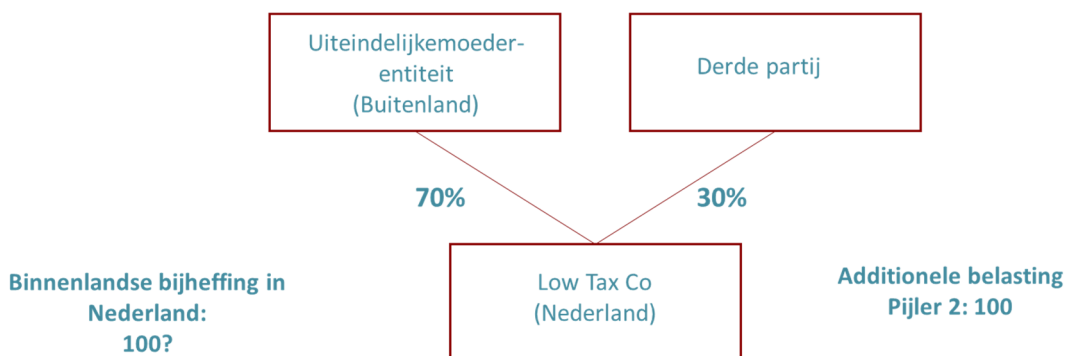 Uiteindelijkemoeder-
entiteit
(Buitenland)
Derde partij
70%
30%
Low Tax Co
(Nederland)
Binnenlandse bijheffing in
Nederland:
100?
Additionele belasting
Pijler 2: 100